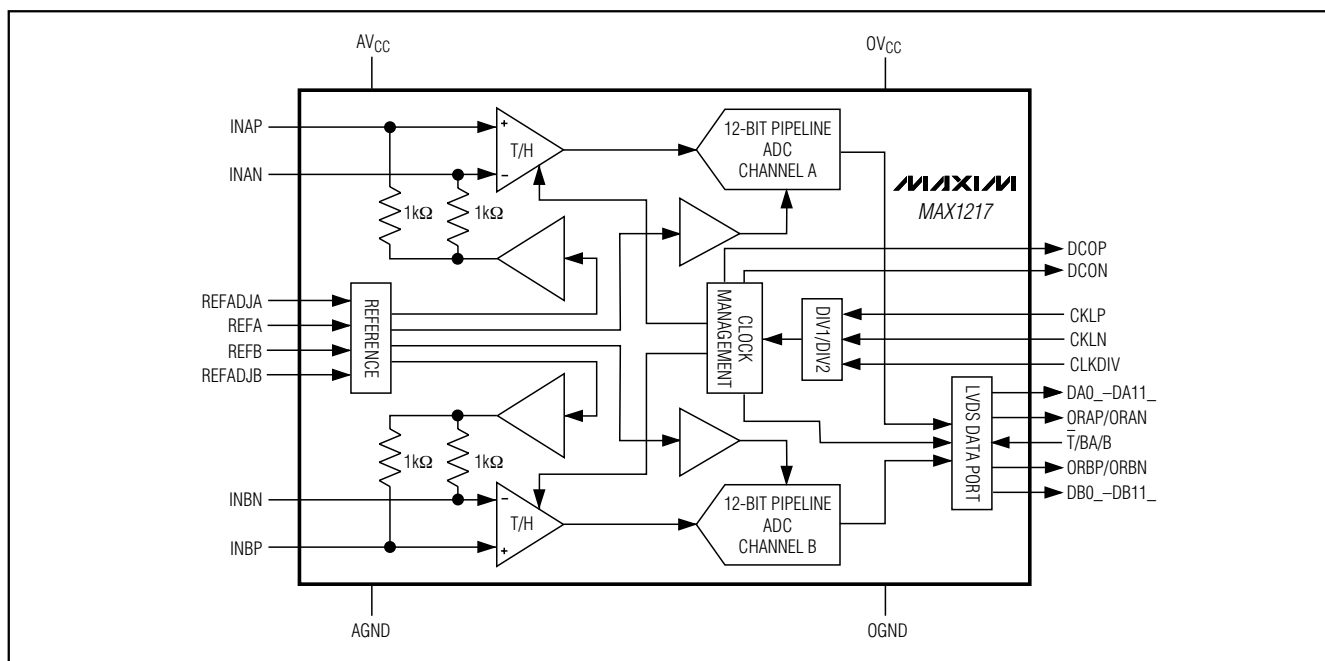 AVCC
OVCC
INAP
INAN
+
T/H
−
1kΩ
1kΩ
12-BIT PIPELINE
ADC
CHANNEL A
MAXIM
MAX1217
REFADJA
REFA
REFB
REFADJB
REFERENCE
CLOCK
MANAGEMENT
DIV1/DIV2
DCOP
DCON
CKLP
CKLN
CLKDIV
LVDS DATA PORT
DA0_–DA11_
ORAP/ORAN
T̅/BA/B
ORBP/ORBN
DB0_–DB11_
1kΩ
1kΩ
INBN
INBP
−
T/H
+
12-BIT PIPELINE
ADC
CHANNEL B
AGND
OGND